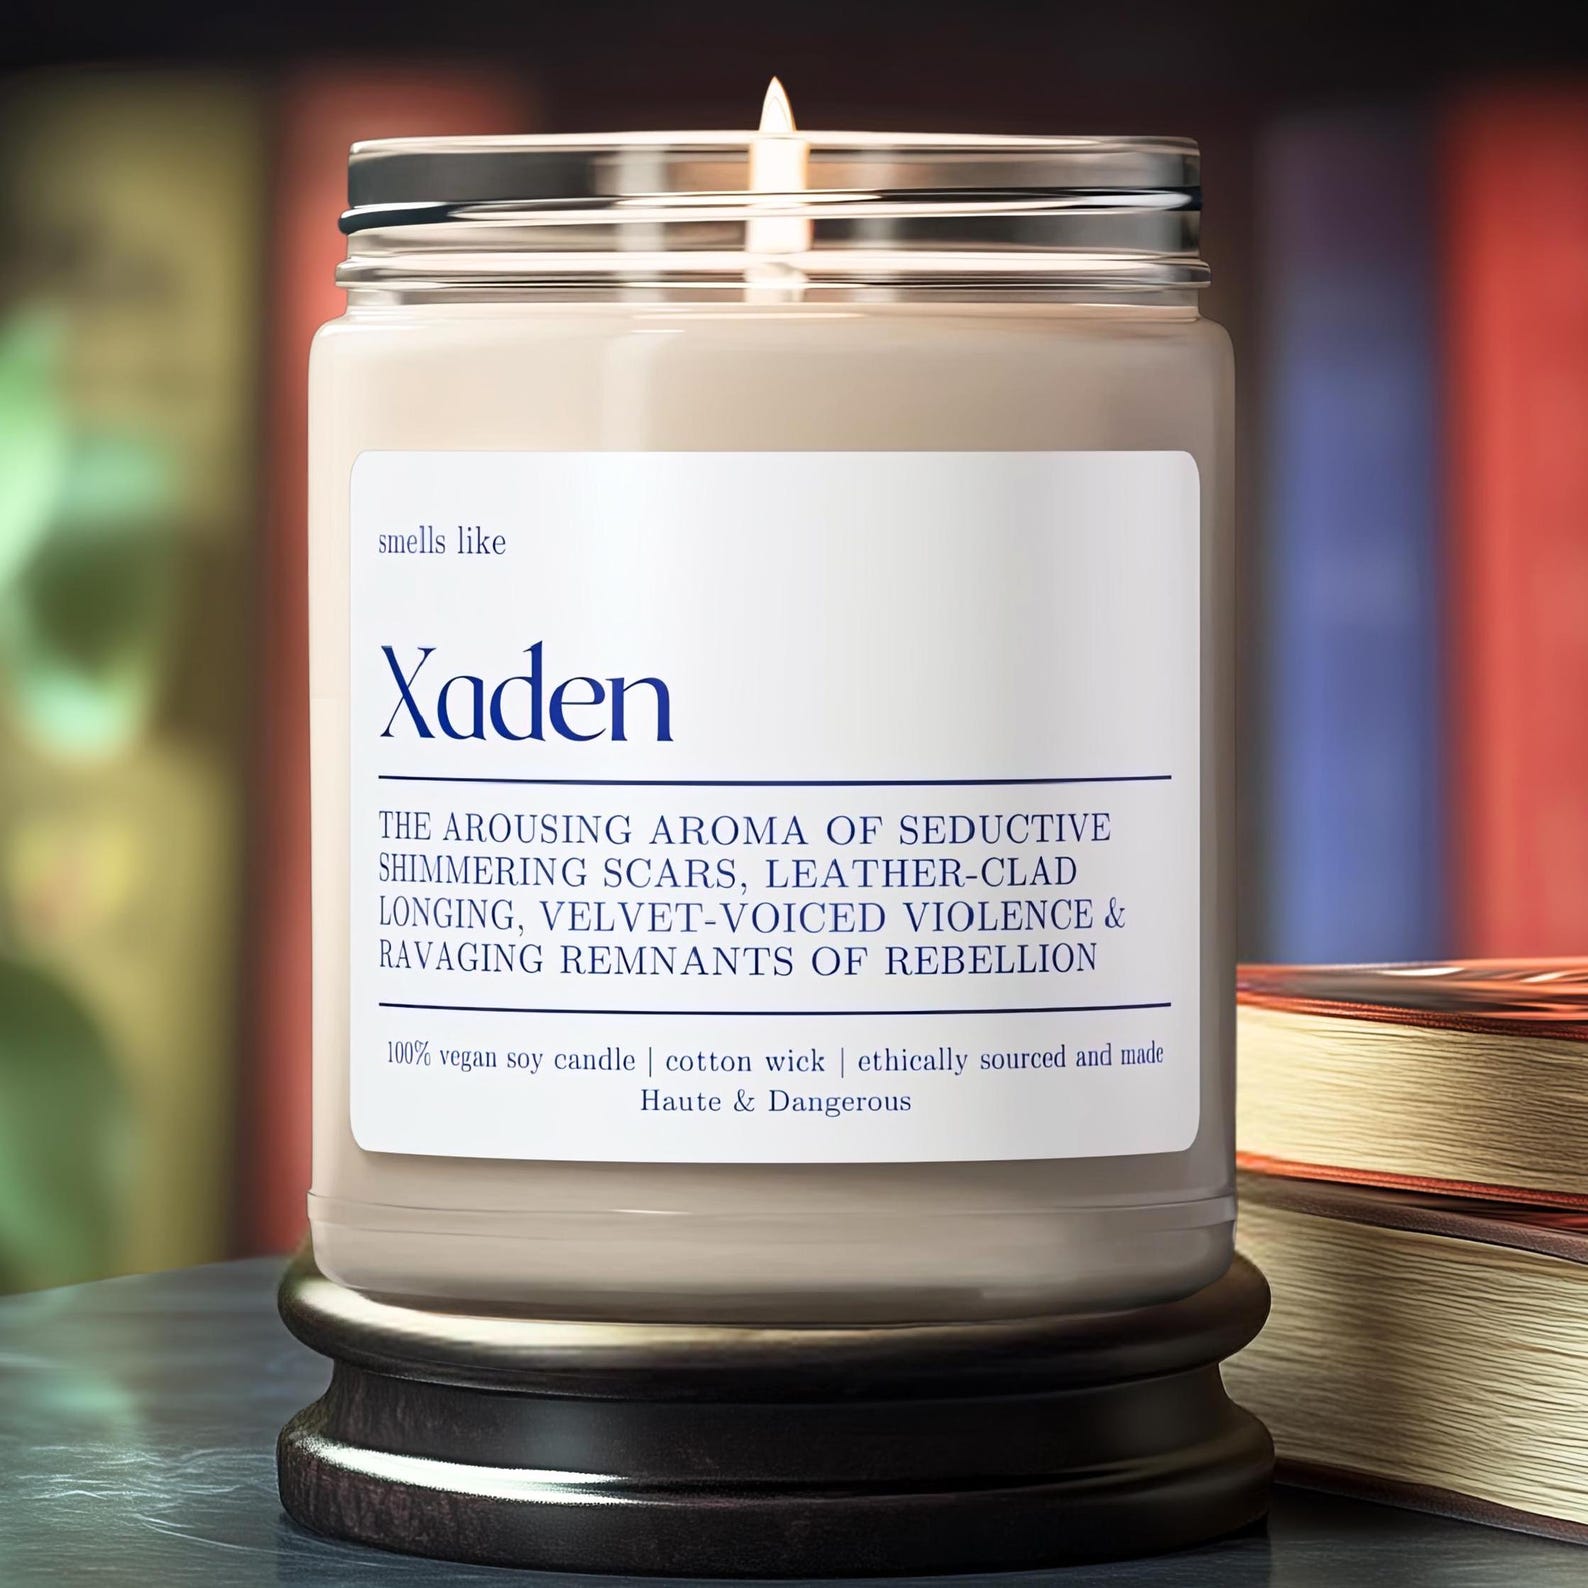 smells like
Xaden
THE AROUSING AROMA OF SEDUCTIVE
SHIMMERING SCARS, LEATHER-CLAD
LONGING, VELVET-VOICED VIOLENCE &
RAVAGING REMNANTS OF REBELLION
100% vegan soy candle | cotton wick | ethically sourced and made
Haute & Dangerous